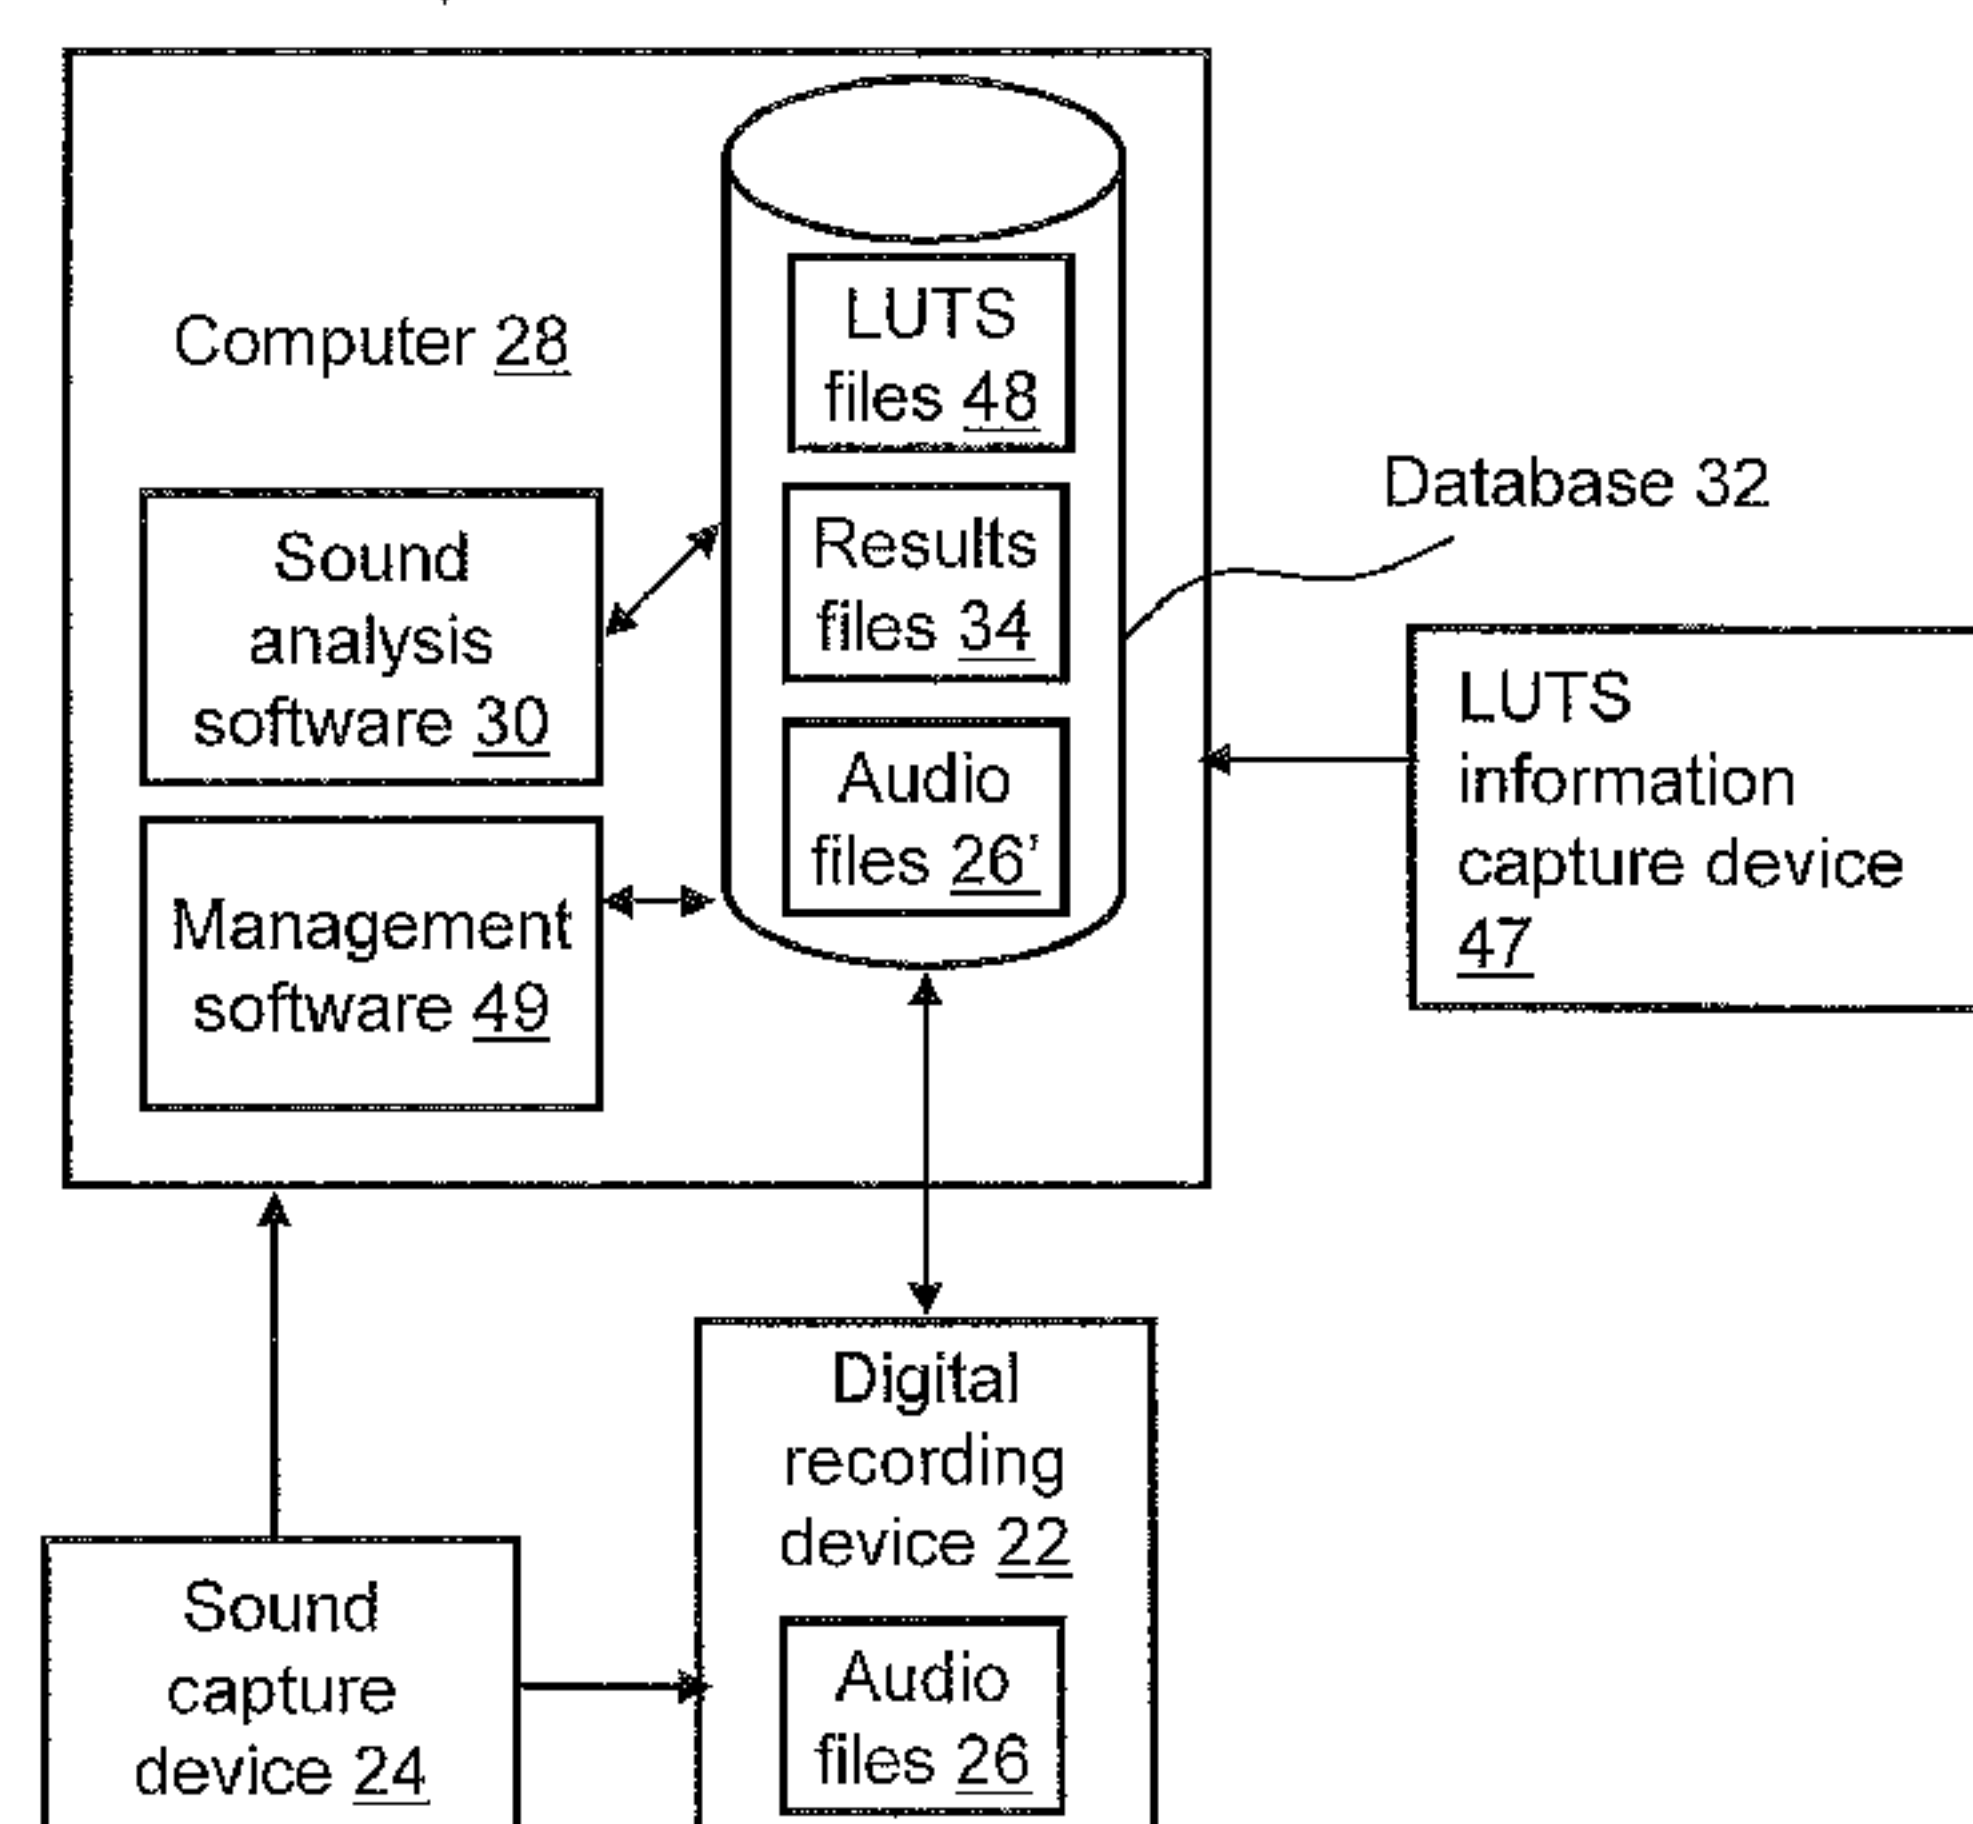 Computer 28
LUTS
files 48
Results
files 34
Audio
files 26’
Sound
analysis
software 30
Management
software 49
Database 32
LUTS
information
capture device
47
Digital
recording
device 22
Audio
files 26
Sound
capture
device 24